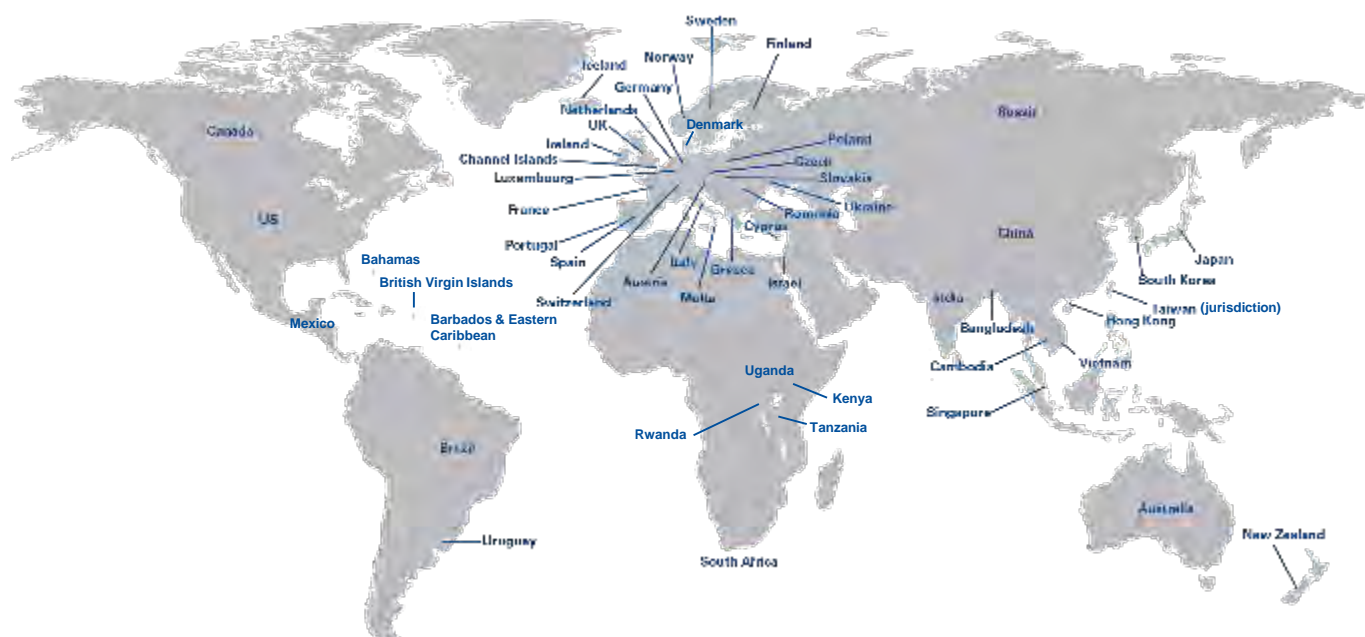 Sweden
Finland
Norway
Iceland
Germany
Netherlands
UK
Denmark
Ireland
Channel Islands
Luxembourg
Poland
Czech
Slovakia
Ukraine
Romania
Cyprus
France
Portugal
Spain
Switzerland
Austria
Italy
Malta
Greece
Israel
Canada
US
Russia
China
Japan
South Korea
Taiwan (jurisdiction)
Hong Kong
India
Bangladesh
Cambodia
Vietnam
Singapore
Bahamas
British Virgin Islands
Mexico
Barbados & Eastern
Caribbean
Uganda
Kenya
Rwanda
Tanzania
Brazil
Uruguay
South Africa
Australia
New Zealand